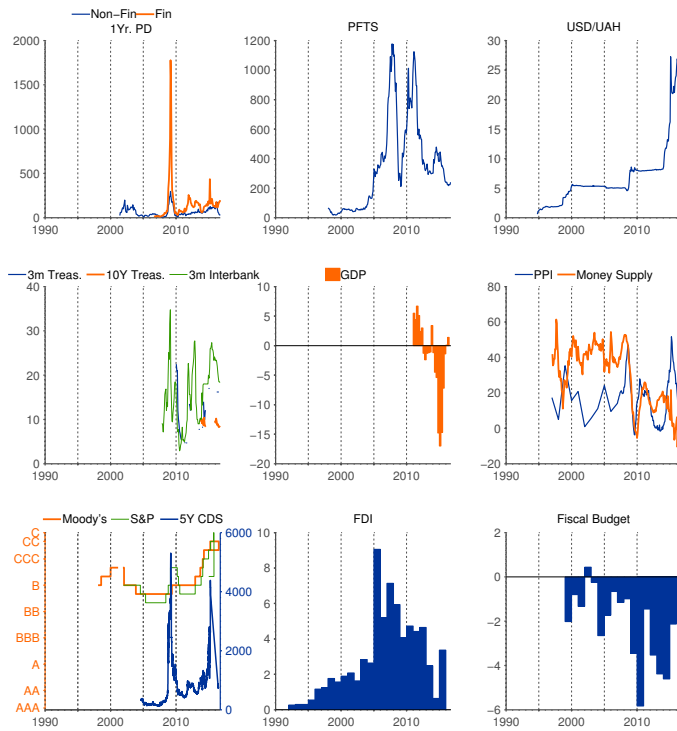 Non−Fin Fin
1Yr. PD
2000
1500
1000
500
0
1990 2000 2010
PFTS
1200
1000
800
600
400
200
0
1990 2000 2010
USD/UAH
30
25
20
15
10
5
0
1990 2000 2010
3m Treas. 10Y Treas. 3m Interbank
40
30
20
10
0
1990 2000 2010
GDP
10
5
0
−5
−10
−15
−20
1990 2000 2010
PPI Money Supply
80
60
40
20
0
−20
1990 2000 2010
Moody's S&P 5Y CDS
C
CC
CCC
B
BB
BBB
A
AA
AAA
6000
4000
2000
0
1990 2000 2010
FDI
10
8
6
4
2
0
1990 2000 2010
Fiscal Budget
2
0
−2
−4
−6
1990 2000 2010